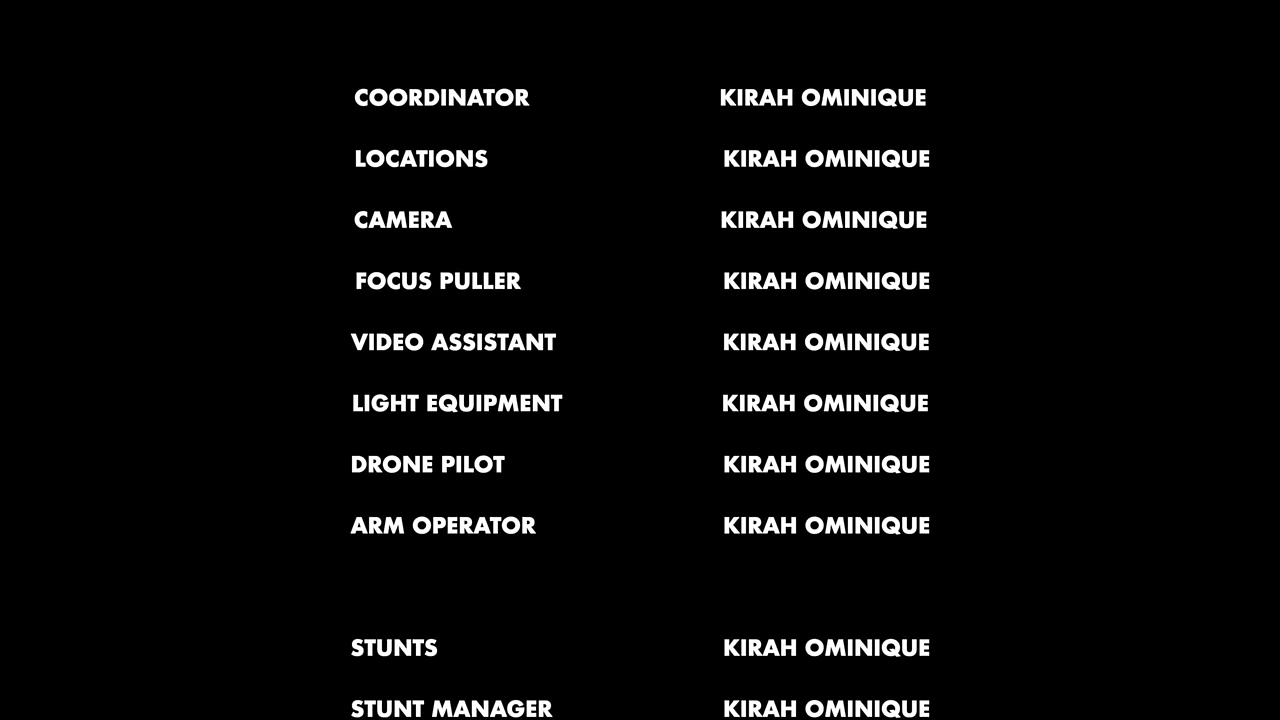 COORDINATOR KIRAH OMINIQUE
LOCATIONS KIRAH OMINIQUE
CAMERA KIRAH OMINIQUE
FOCUS PULLER KIRAH OMINIQUE
VIDEO ASSISTANT KIRAH OMINIQUE
LIGHT EQUIPMENT KIRAH OMINIQUE
DRONE PILOT KIRAH OMINIQUE
ARM OPERATOR KIRAH OMINIQUE
STUNTS KIRAH OMINIQUE
STUNT MANAGER KIRAH OMINIQUE